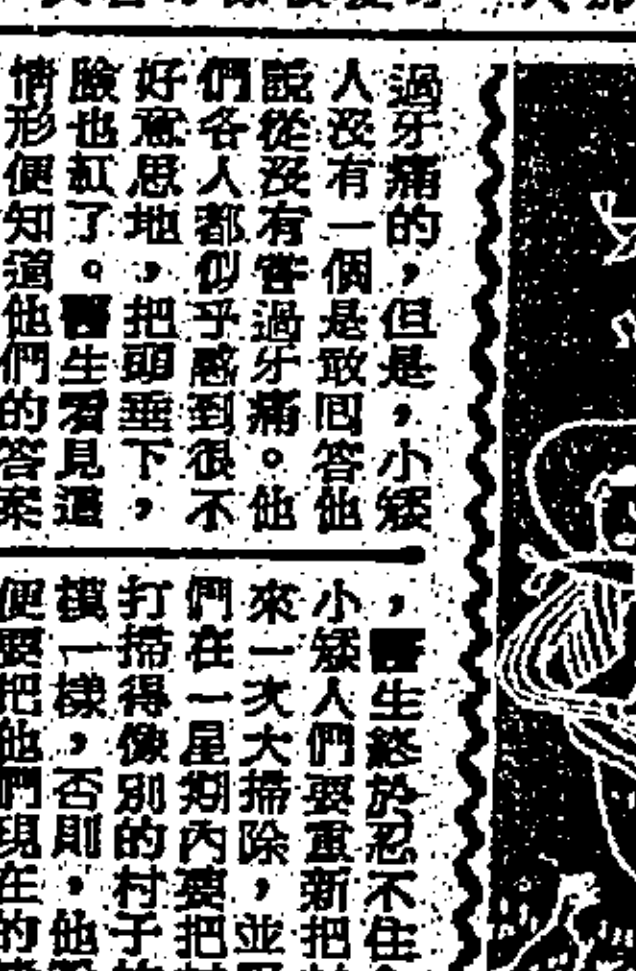 過牙痛的，但是，小矮
人沒有一個是敢回答他
說從沒有害過牙痛。他
們各人都似乎感到很不
好意思地，把頭垂下，
臉也紅了。醫生看見這
情形便知道他們的答案
，醫生終於忍不住
小矮人們要重新把
來一次大掃除，並
們在一星期內要把
打掃得像別的村子
模一樣，否則，他
便要把他們現在的